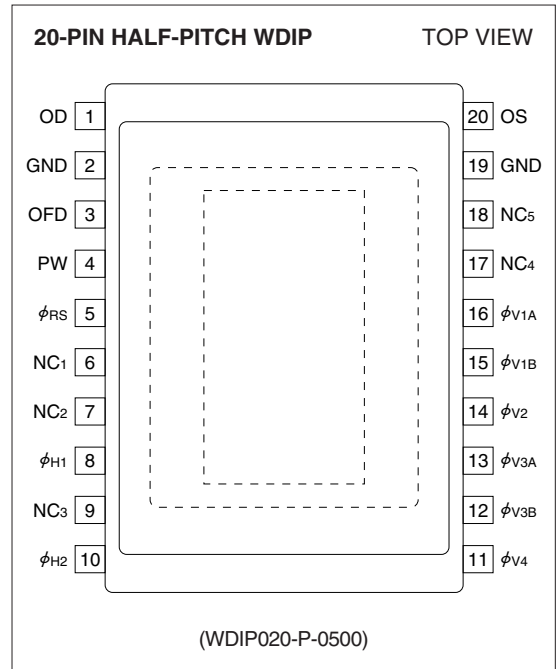 20-PIN HALF-PITCH WDIP TOP VIEW
OD 1 20 OS
GND 2 19 GND
OFD 3 18 NC5
PW 4 17 NC4
ϕRS 5 16 ϕV1A
NC1 6 15 ϕV1B
NC2 7 14 ϕV2
ϕH1 8 13 ϕV3A
NC3 9 12 ϕV3B
ϕH2 10 11 ϕV4
(WDIP020-P-0500)